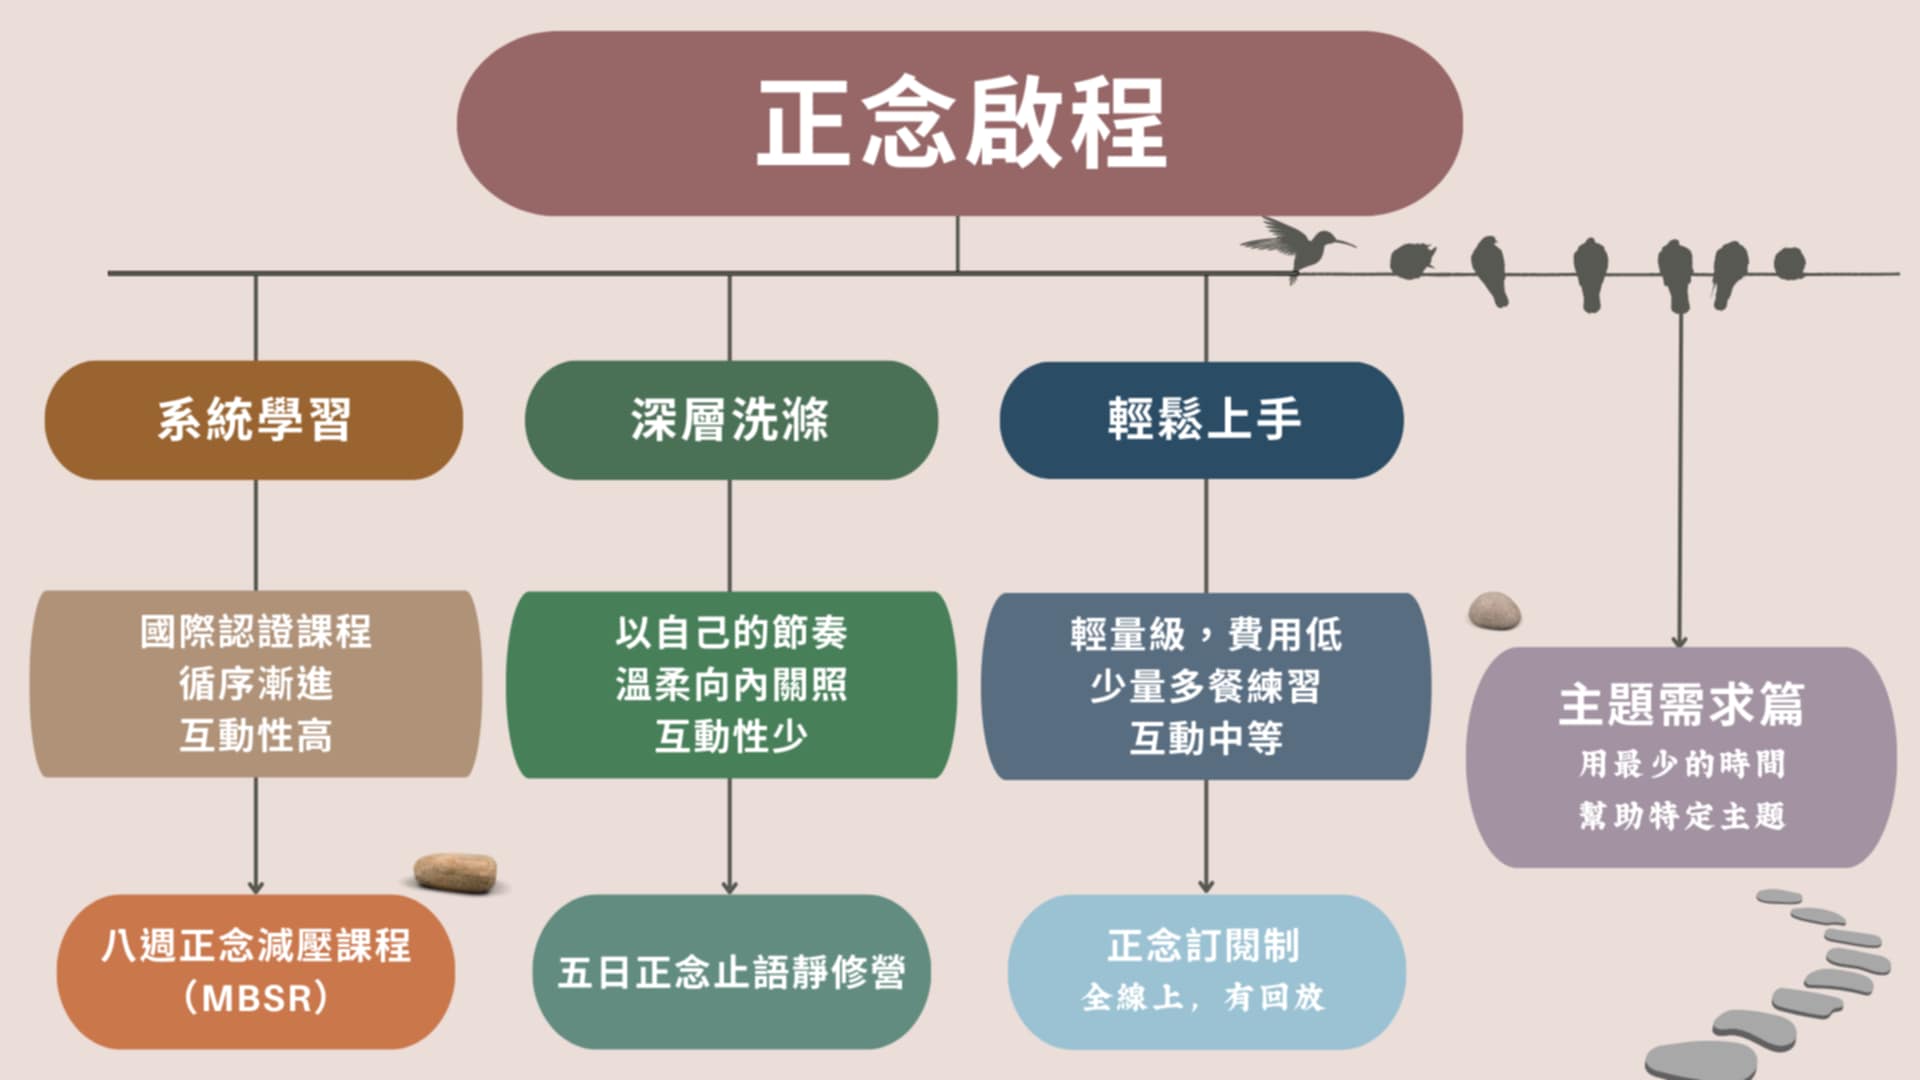 正念啟程
系統學習
國際認證課程
循序漸進
互動性高
八週正念減壓課程
（MBSR）
深層洗滌
以自己的節奏
溫柔向內關照
互動性少
五日正念止語靜修營
輕鬆上手
輕量級，費用低
少量多餐練習
互動中等
正念訂閱制
全線上，有回放
主題需求篇
用最少的時間
幫助特定主題